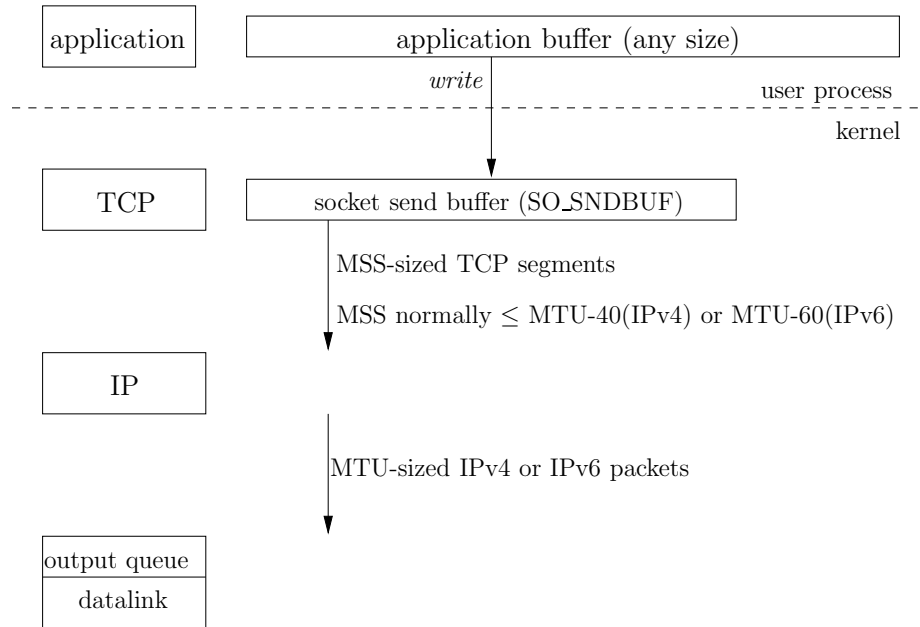 application
application buffer (any size)
write
user process
kernel
TCP
socket send buffer (SO_SNDBUF)
MSS-sized TCP segments
MSS normally ≤ MTU-40(IPv4) or MTU-60(IPv6)
IP
MTU-sized IPv4 or IPv6 packets
output queue
datalink